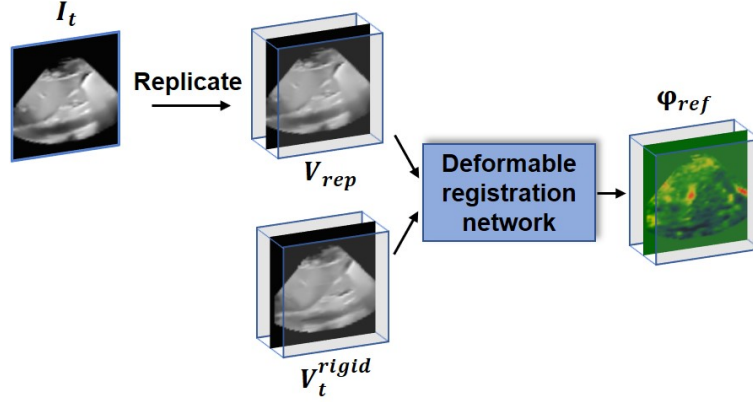 I_t
Replicate
V_rep
φ_ref
Deformable
registration
network
V_t^rigid